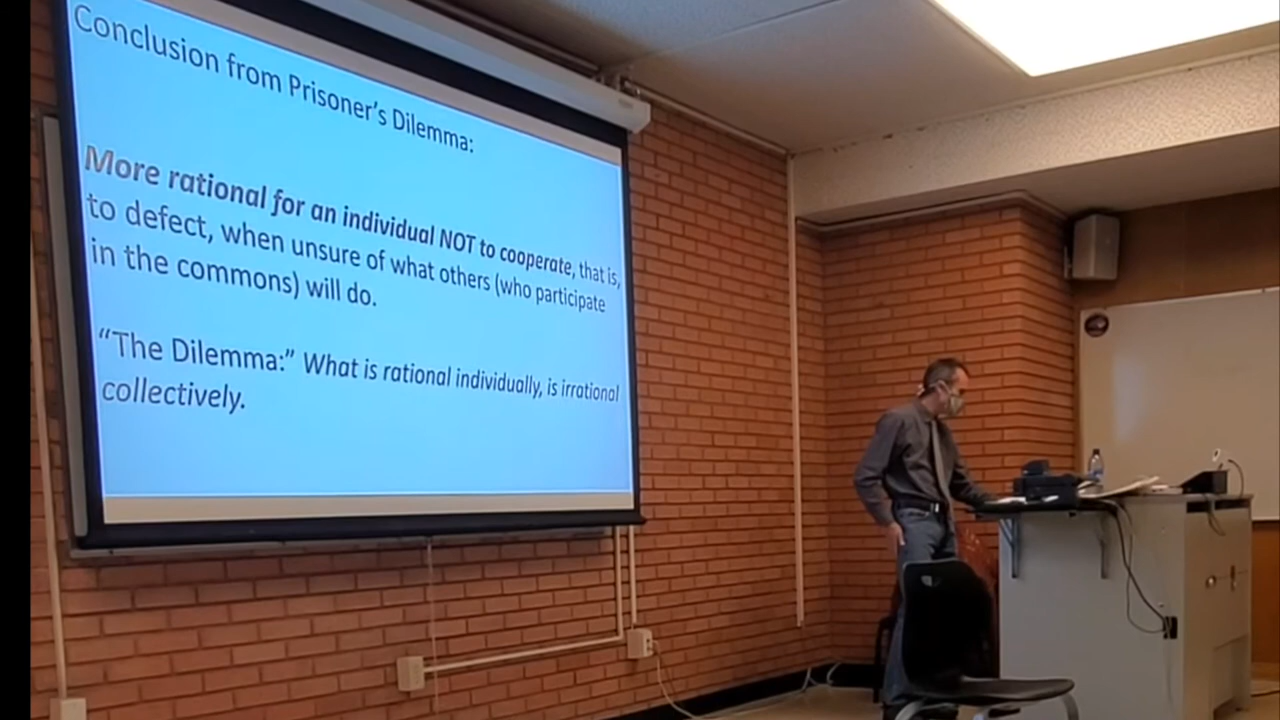 Conclusion from Prisoner's Dilemma:
More rational for an individual NOT to cooperate, that is,
to defect, when unsure of what others (who participate
in the commons) will do.
“The Dilemma:” What is rational individually, is irrational
collectively.